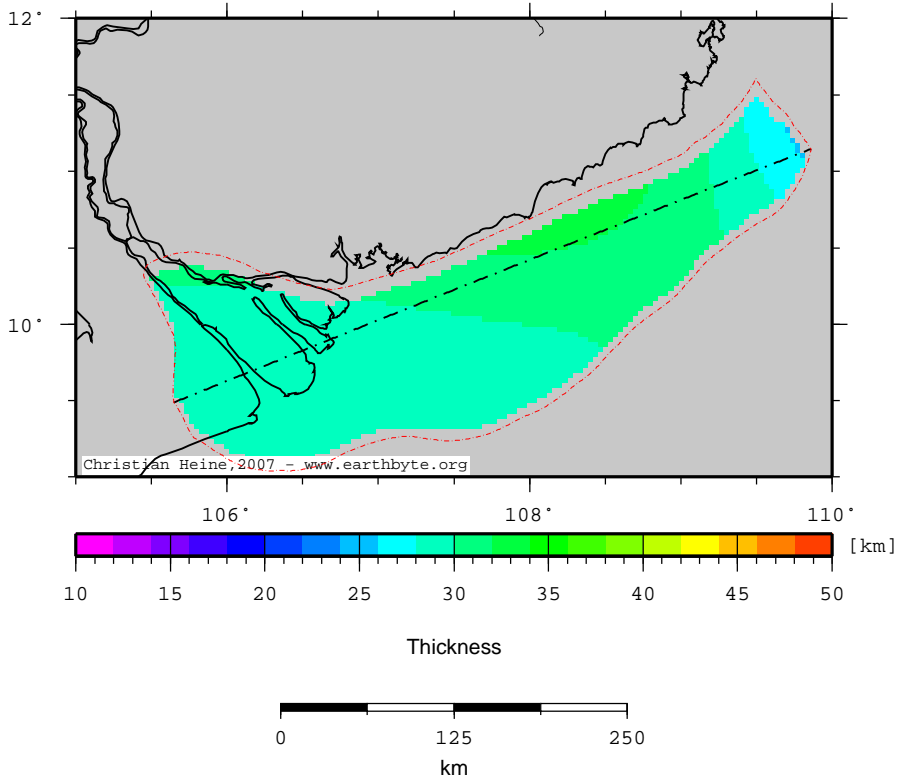 12°
10°
Christian Heine,2007 - www.earthbyte.org
106° 108° 110°
[km]
10 15 20 25 30 35 40 45 50
Thickness
0 125 250
km